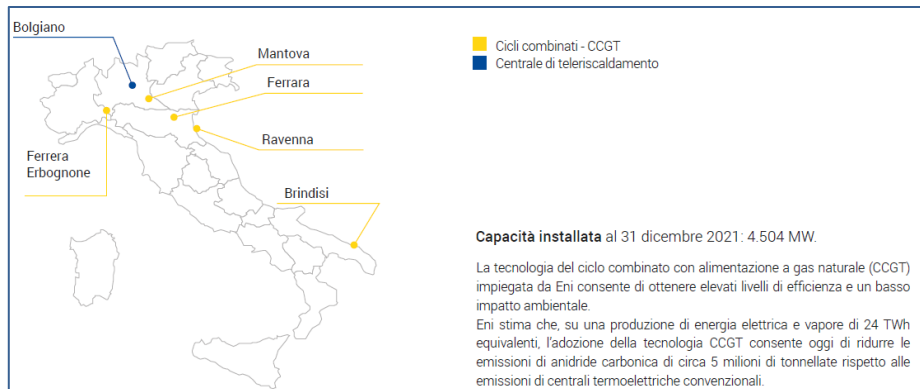 Bolgiano
Mantova
Ferrara
Ravenna
Ferrera
Erbognone
Brindisi
Cicli combinati - CCGT
Centrale di teleriscaldamento
Capacità installata al 31 dicembre 2021: 4.504 MW.
La tecnologia del ciclo combinato con alimentazione a gas naturale (CCGT)
impiegata da Eni consente di ottenere elevati livelli di efficienza e un basso
impatto ambientale.
Eni stima che, su una produzione di energia elettrica e vapore di 24 TWh
equivalenti, l'adozione della tecnologia CCGT consente oggi di ridurre le
emissioni di anidride carbonica di circa 5 milioni di tonnellate rispetto alle
emissioni di centrali termoelettriche convenzionali.